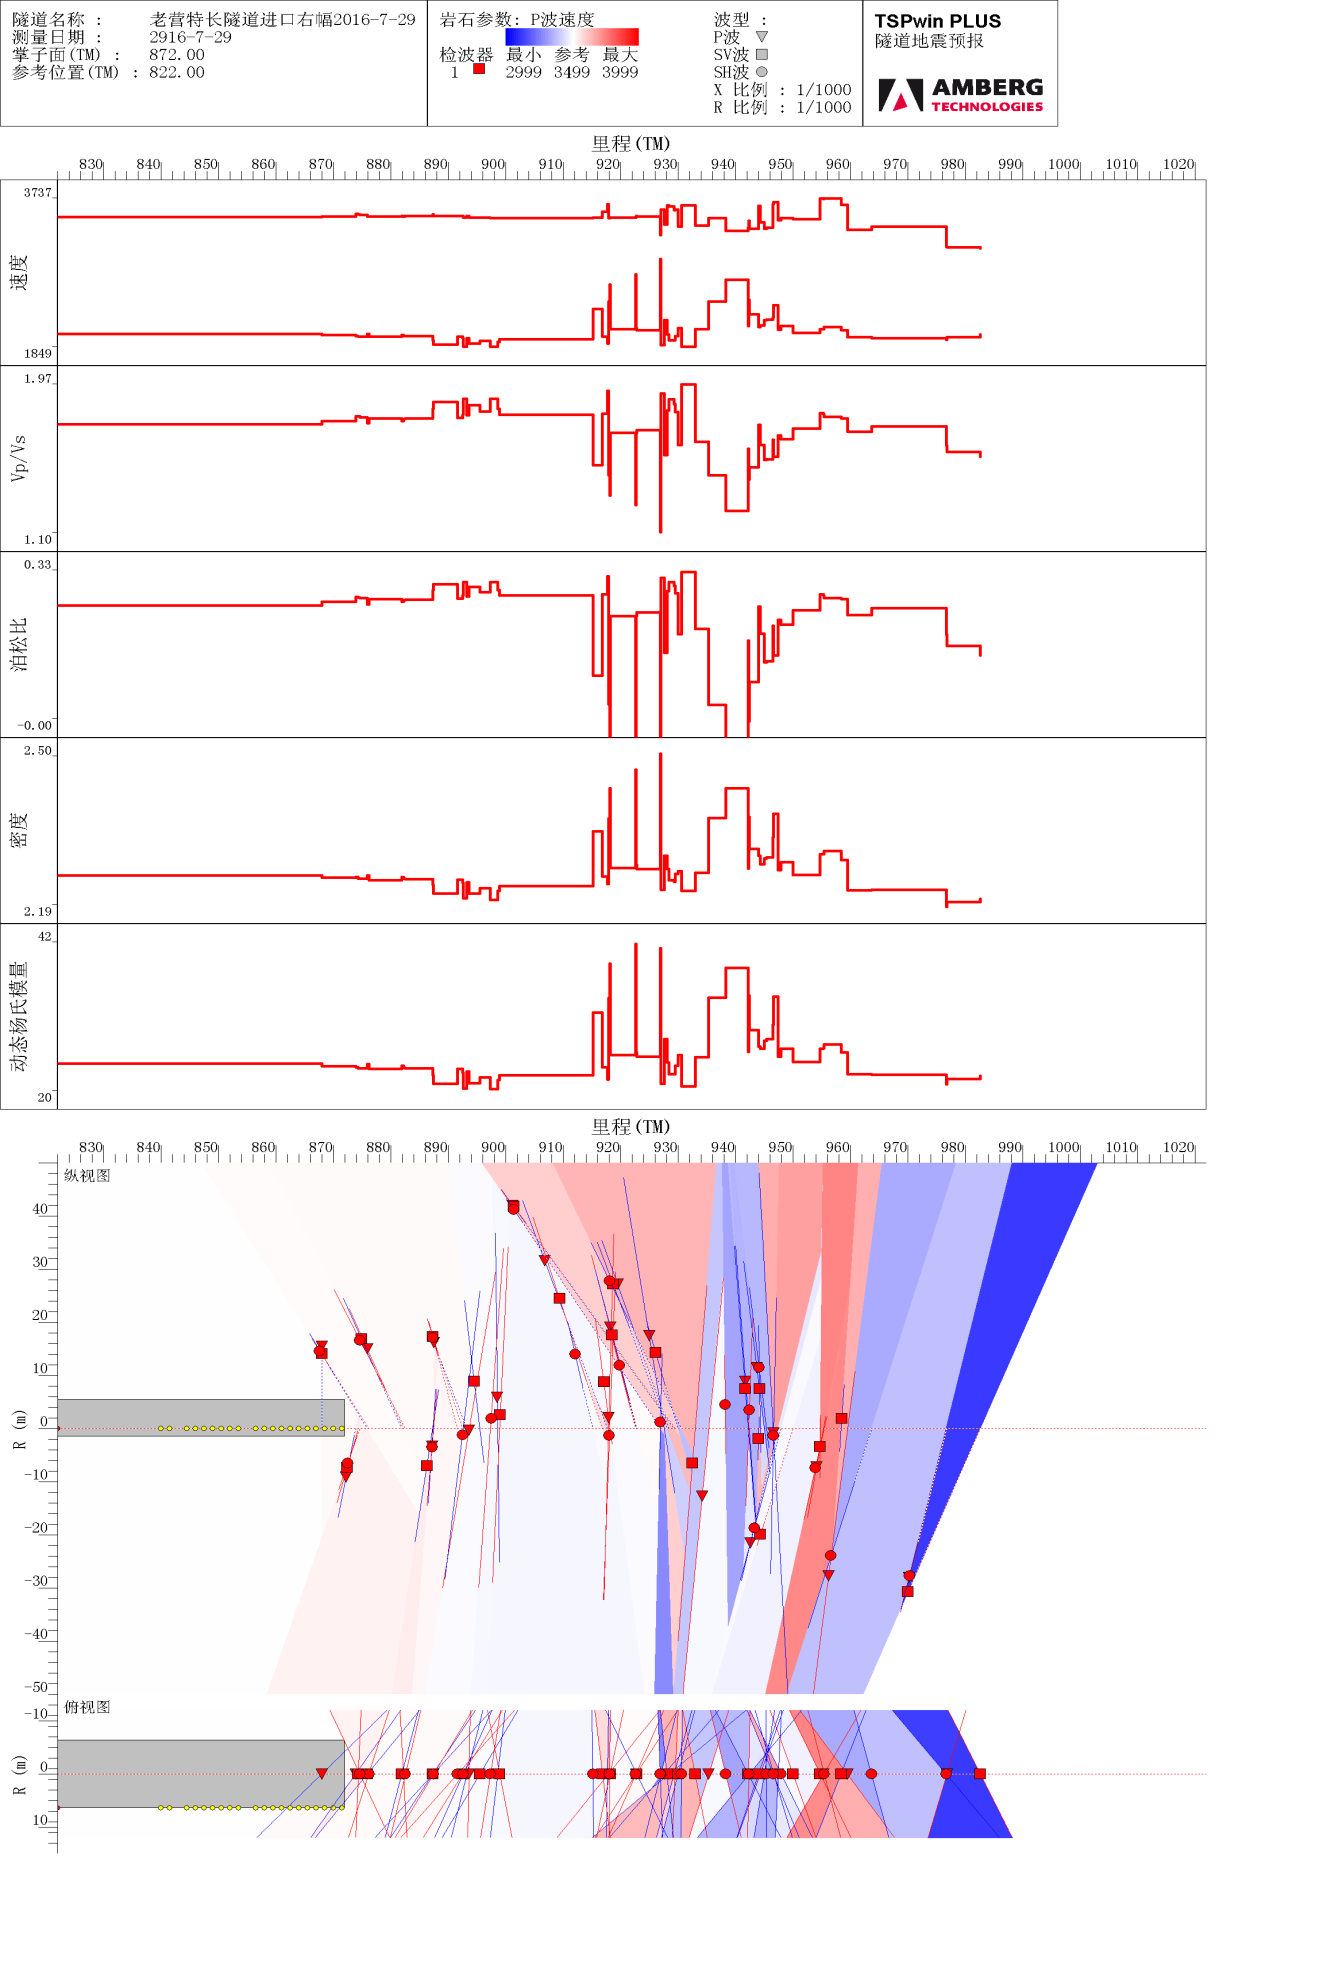 隧道名称 : 老营特长隧道进口右幅2016-7-29
测量日期 : 2916-7-29
掌子面(TM) : 872.00
参考位置(TM) : 822.00
岩石参数: P波速度
检波器 最小 参考 最大
1 2999 3499 3999
波型 :
P波
SV波
SH波
X 比例 : 1/1000
R 比例 : 1/1000
TSPwin PLUS
隧道地震预报
AMBERG
TECHNOLOGIES
里程(TM)
830 840 850 860 870 880 890 900 910 920 930 940 950 960 970 980 990 1000 1010 1020
3737
速度
1849
1.97
Vp/Vs
1.10
0.33
泊松比
-0.00
2.50
密度
2.19
42
动态杨氏模量
20
里程(TM)
830 840 850 860 870 880 890 900 910 920 930 940 950 960 970 980 990 1000 1010 1020
纵视图
40
30
20
10
0
R (m)
-10
-20
-30
-40
-50
俯视图
-10
0
R (m)
10